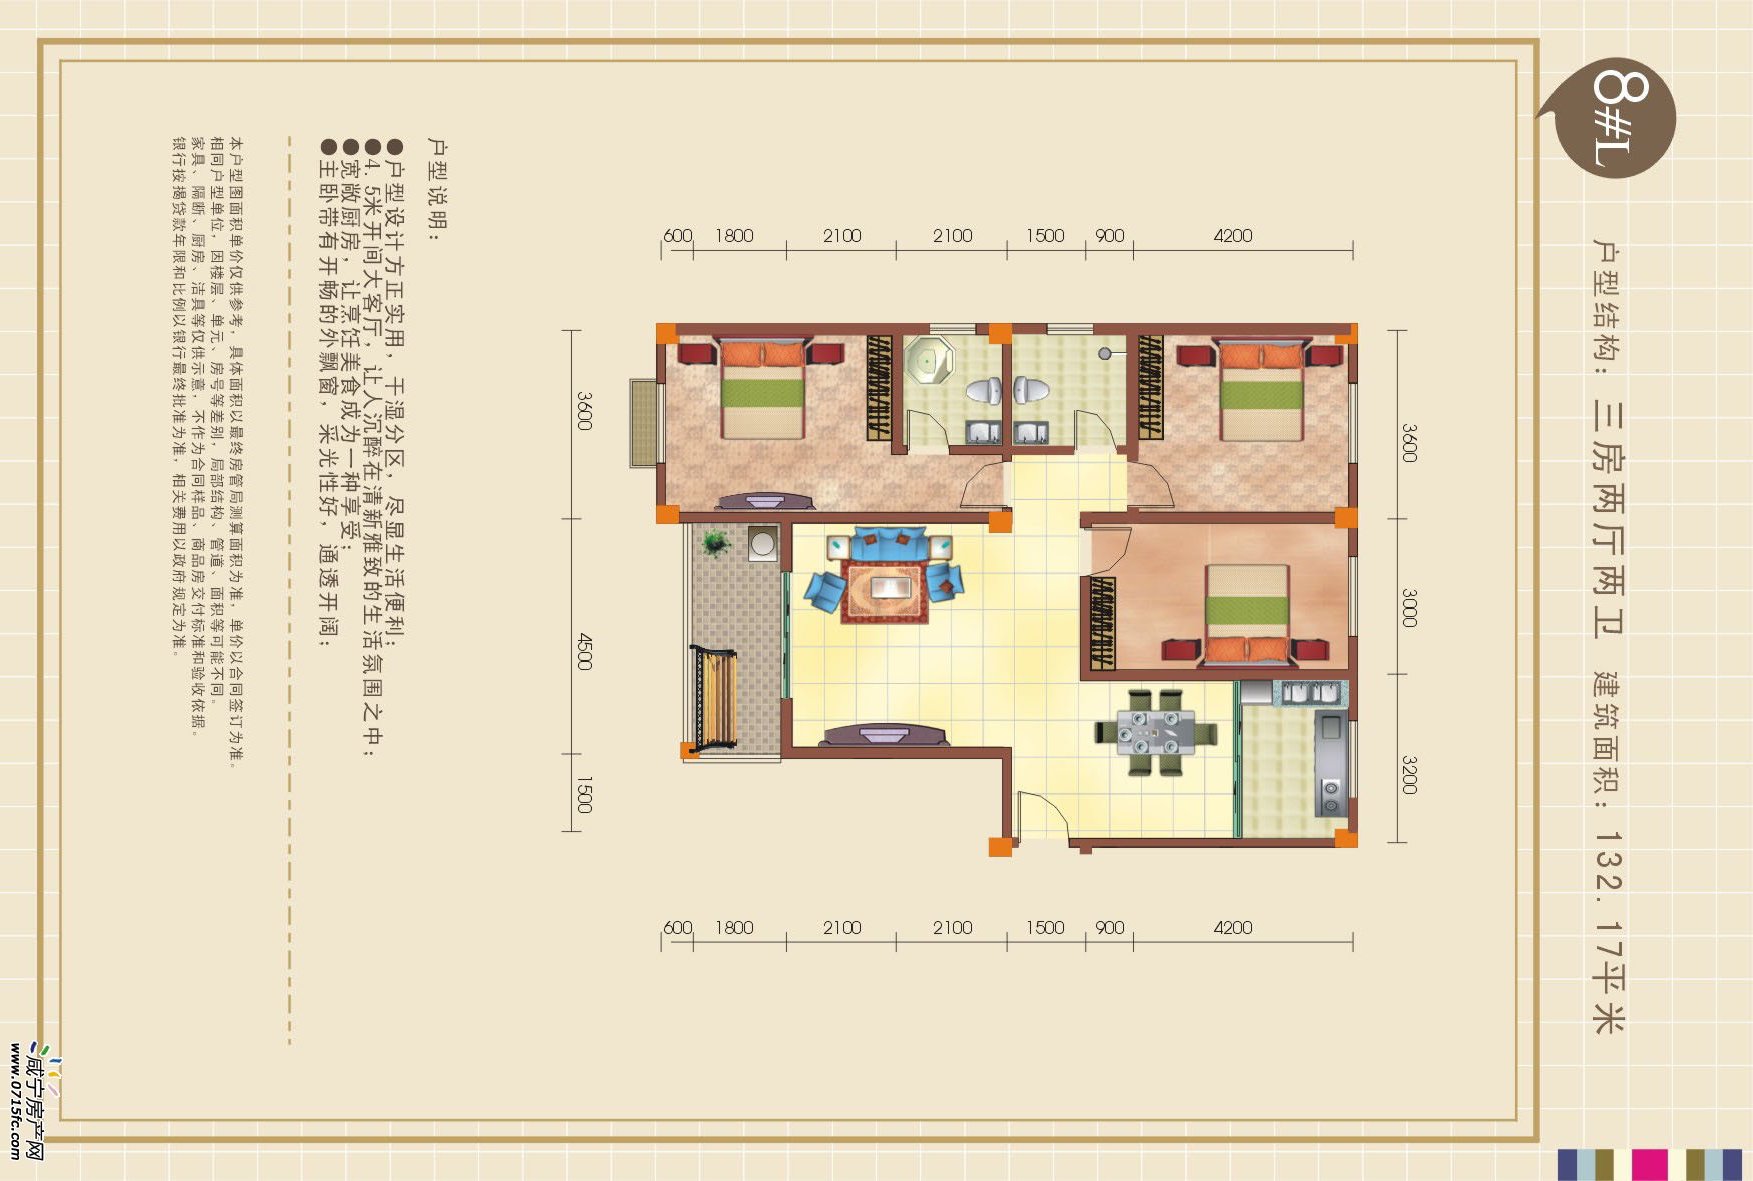 8#L
户型结构：三房两厅两卫 建筑面积：132.17平米
600 1800 2100 2100 1500 900 4200
3600
4500
1500
3600
3000
3200
600 1800 2100 2100 1500 900 4200
户型说明：
●户型设计方正实用，干湿分区，尽显生活便利；
●4.5米开间大客厅，让人沉醉在清新雅致的生活氛围之中；
●宽敞厨房，让烹饪美食成为一种享受；
●主卧带有开畅的外飘窗，采光性好，通透开阔；
本户型图面积单价仅供参考，具体面积以最终房管局测算面积为准，单价以合同签订为准。
相同户型单位，因楼层、单元、房号等差别，局部结构、管道、面积等可能不同。
家具、隔断、厨房、洁具等仅供示意，不作为合同样品、商品房交付标准和验收依据。
银行按揭贷款年限和比例以银行最终批准为准，相关费用以政府规定为准。
咸宁房产网
www.0715fc.com